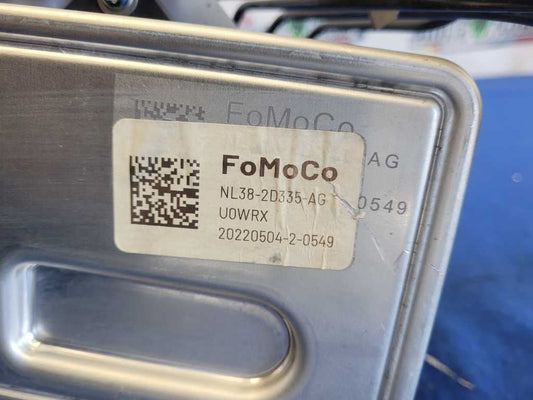 FoMoCo
AG
0549
FoMoCo
NL38-2D335-AG
U0WRX
20220504-2-0549